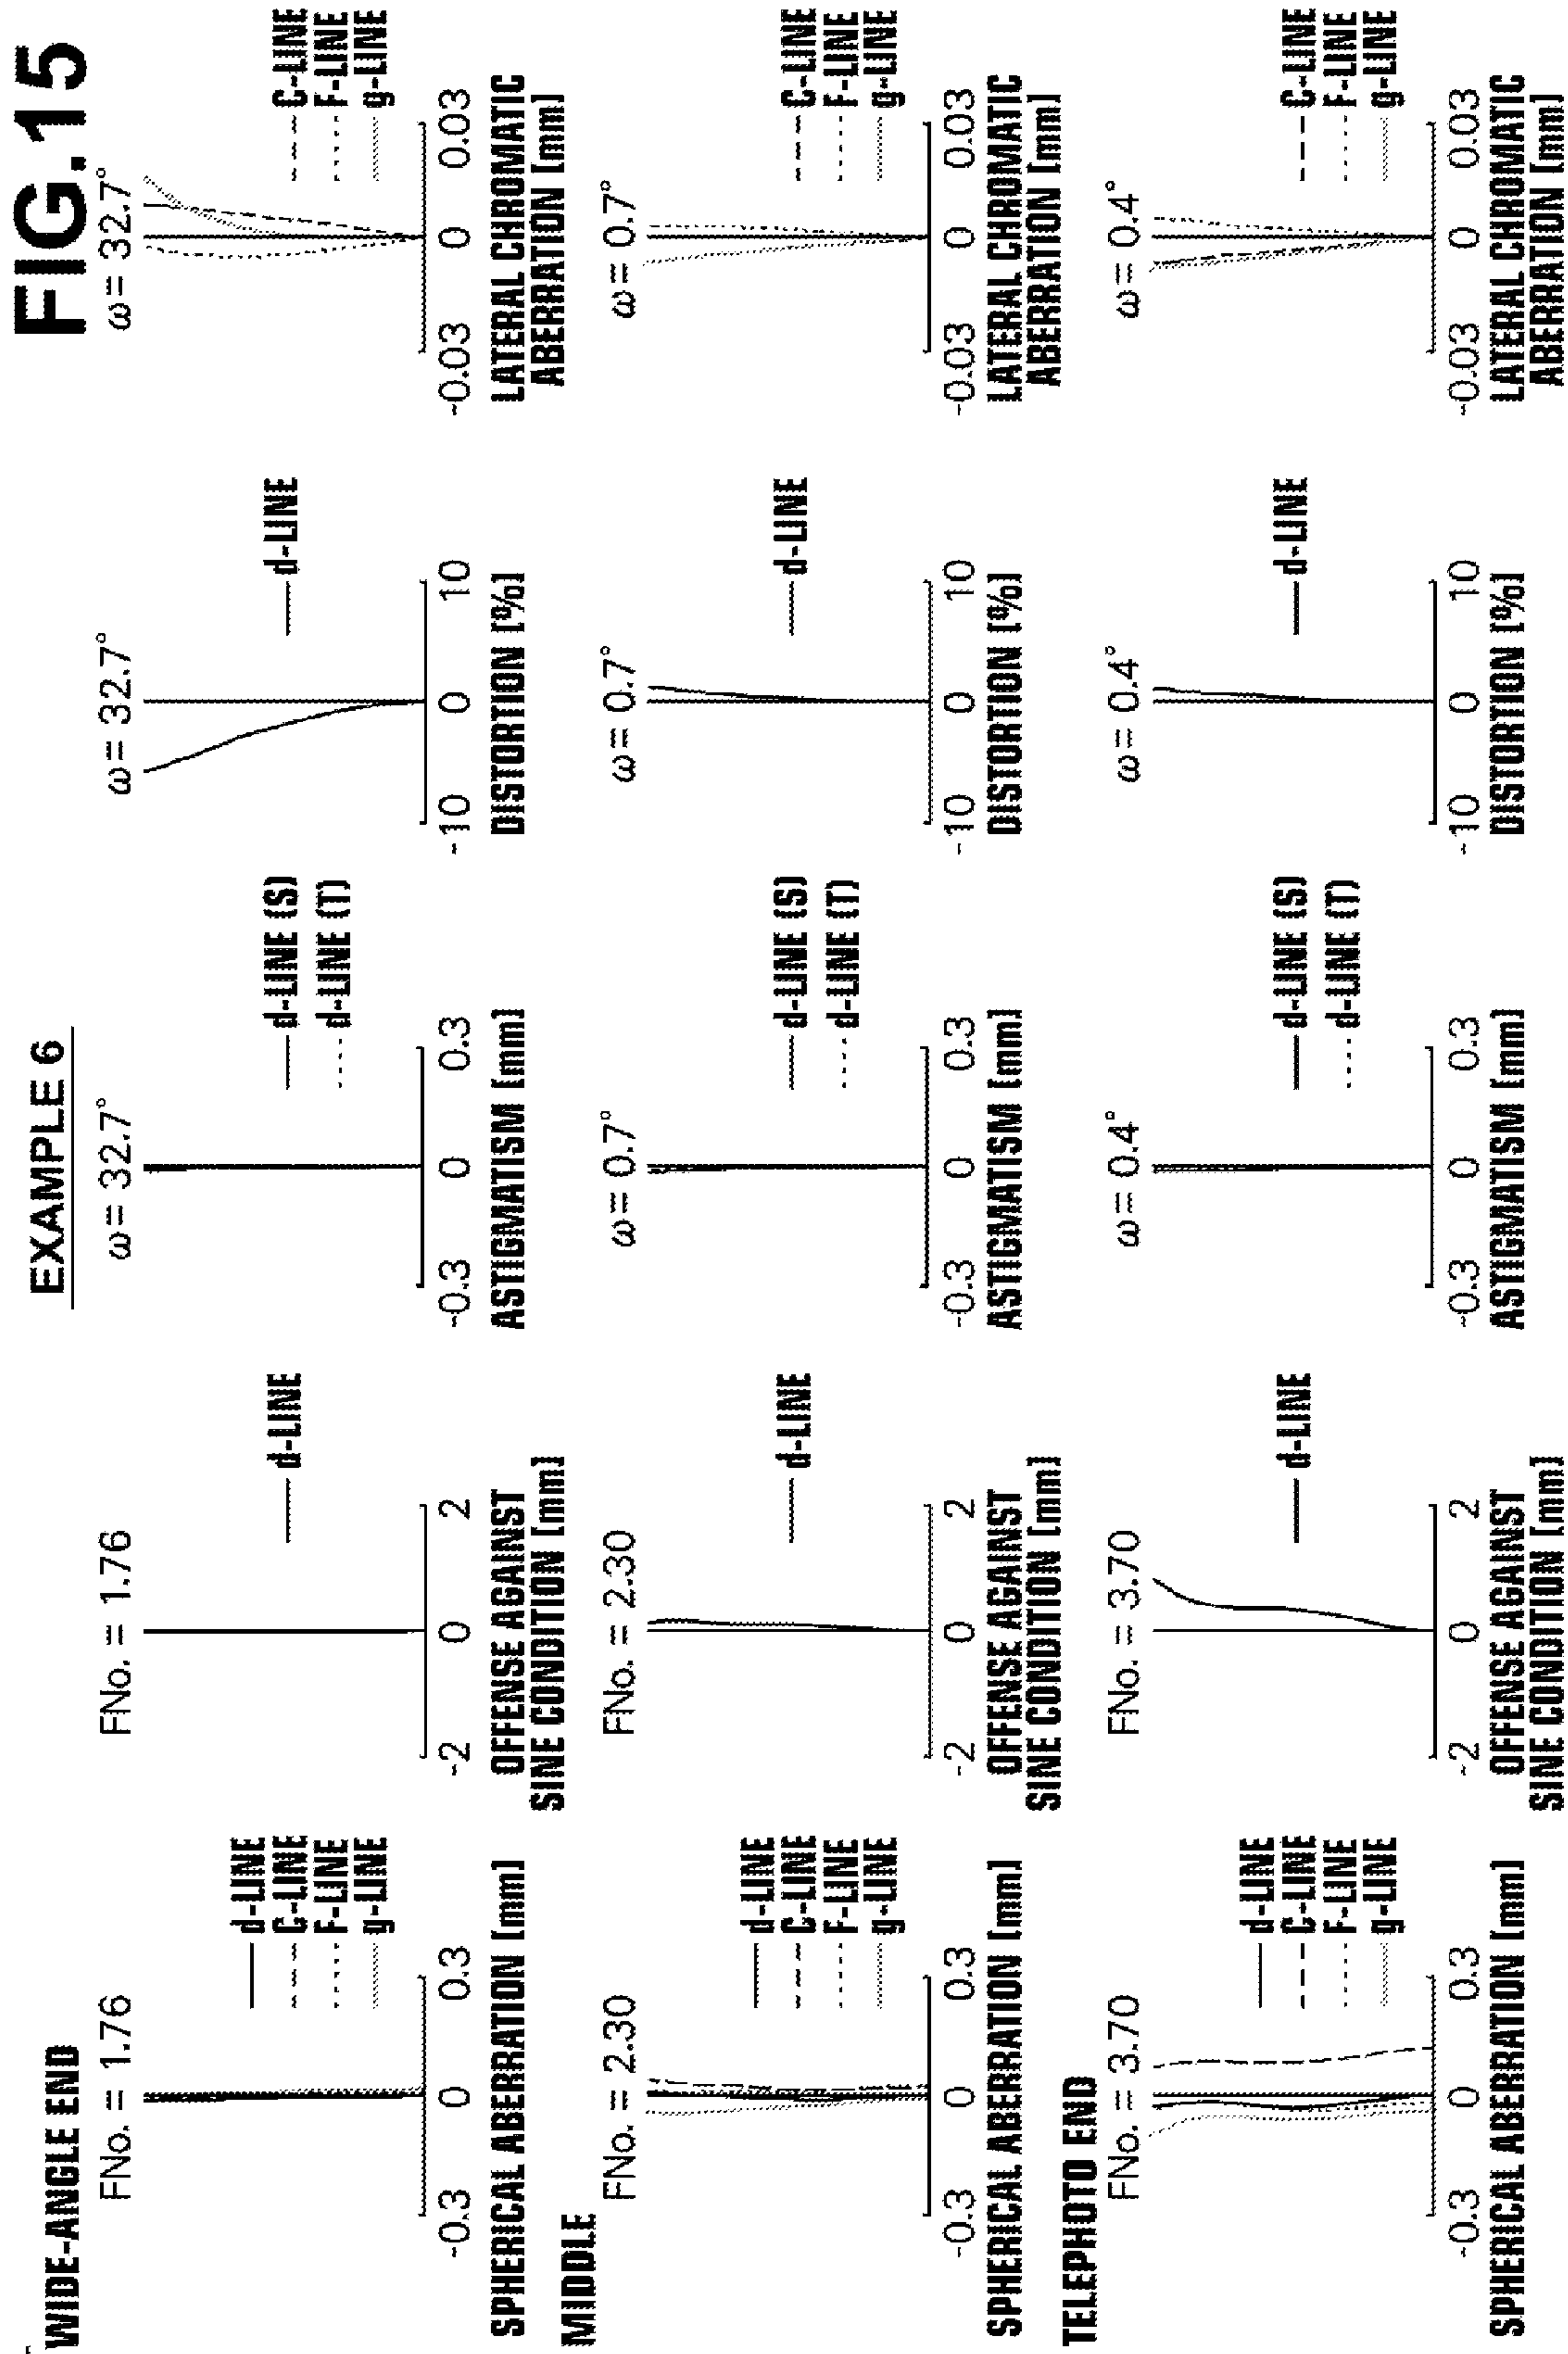 FIG.15
EXAMPLE 6
WIDE-ANGLE END
FNo. = 1.76
d-LINE
C-LINE
F-LINE
g-LINE
-0.3 0 0.3
SPHERICAL ABERRATION [mm]
FNo. = 1.76
d-LINE
-2 0 2
OFFENSE AGAINST
SINE CONDITION [mm]
ω= 32.7°
d-LINE (S)
d-LINE (T)
-0.3 0 0.3
ASTIGMATISM [mm]
ω= 32.7°
d-LINE
-10 0 10
DISTORTION [%]
ω= 32.7°
C-LINE
F-LINE
g-LINE
-0.03 0 0.03
LATERAL CHROMATIC
ABERRATION [mm]
MIDDLE
FNo. = 2.30
d-LINE
C-LINE
F-LINE
g-LINE
-0.3 0 0.3
SPHERICAL ABERRATION [mm]
FNo. = 2.30
d-LINE
-2 0 2
OFFENSE AGAINST
SINE CONDITION [mm]
ω= 0.7°
d-LINE (S)
d-LINE (T)
-0.3 0 0.3
ASTIGMATISM [mm]
ω= 0.7°
d-LINE
-10 0 10
DISTORTION [%]
ω= 0.7°
C-LINE
F-LINE
g-LINE
-0.03 0 0.03
LATERAL CHROMATIC
ABERRATION [mm]
TELEPHOTO END
FNo. = 3.70
d-LINE
C-LINE
F-LINE
g-LINE
-0.3 0 0.3
SPHERICAL ABERRATION [mm]
FNo. = 3.70
d-LINE
-2 0 2
OFFENSE AGAINST
SINE CONDITION [mm]
ω= 0.4°
d-LINE (S)
d-LINE (T)
-0.3 0 0.3
ASTIGMATISM [mm]
ω= 0.4°
d-LINE
-10 0 10
DISTORTION [%]
ω= 0.4°
C-LINE
F-LINE
g-LINE
-0.03 0 0.03
LATERAL CHROMATIC
ABERRATION [mm]